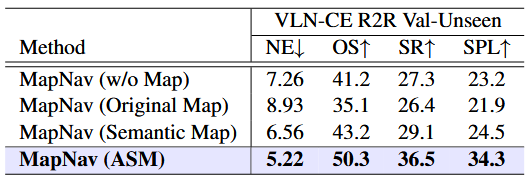 VLN-CE R2R Val-Unseen
Method NE↓ OS↑ SR↑ SPL↑
MapNav (w/o Map) 7.26 41.2 27.3 23.2
MapNav (Original Map) 8.93 35.1 26.4 21.9
MapNav (Semantic Map) 6.56 43.2 29.1 24.5
MapNav (ASM) 5.22 50.3 36.5 34.3